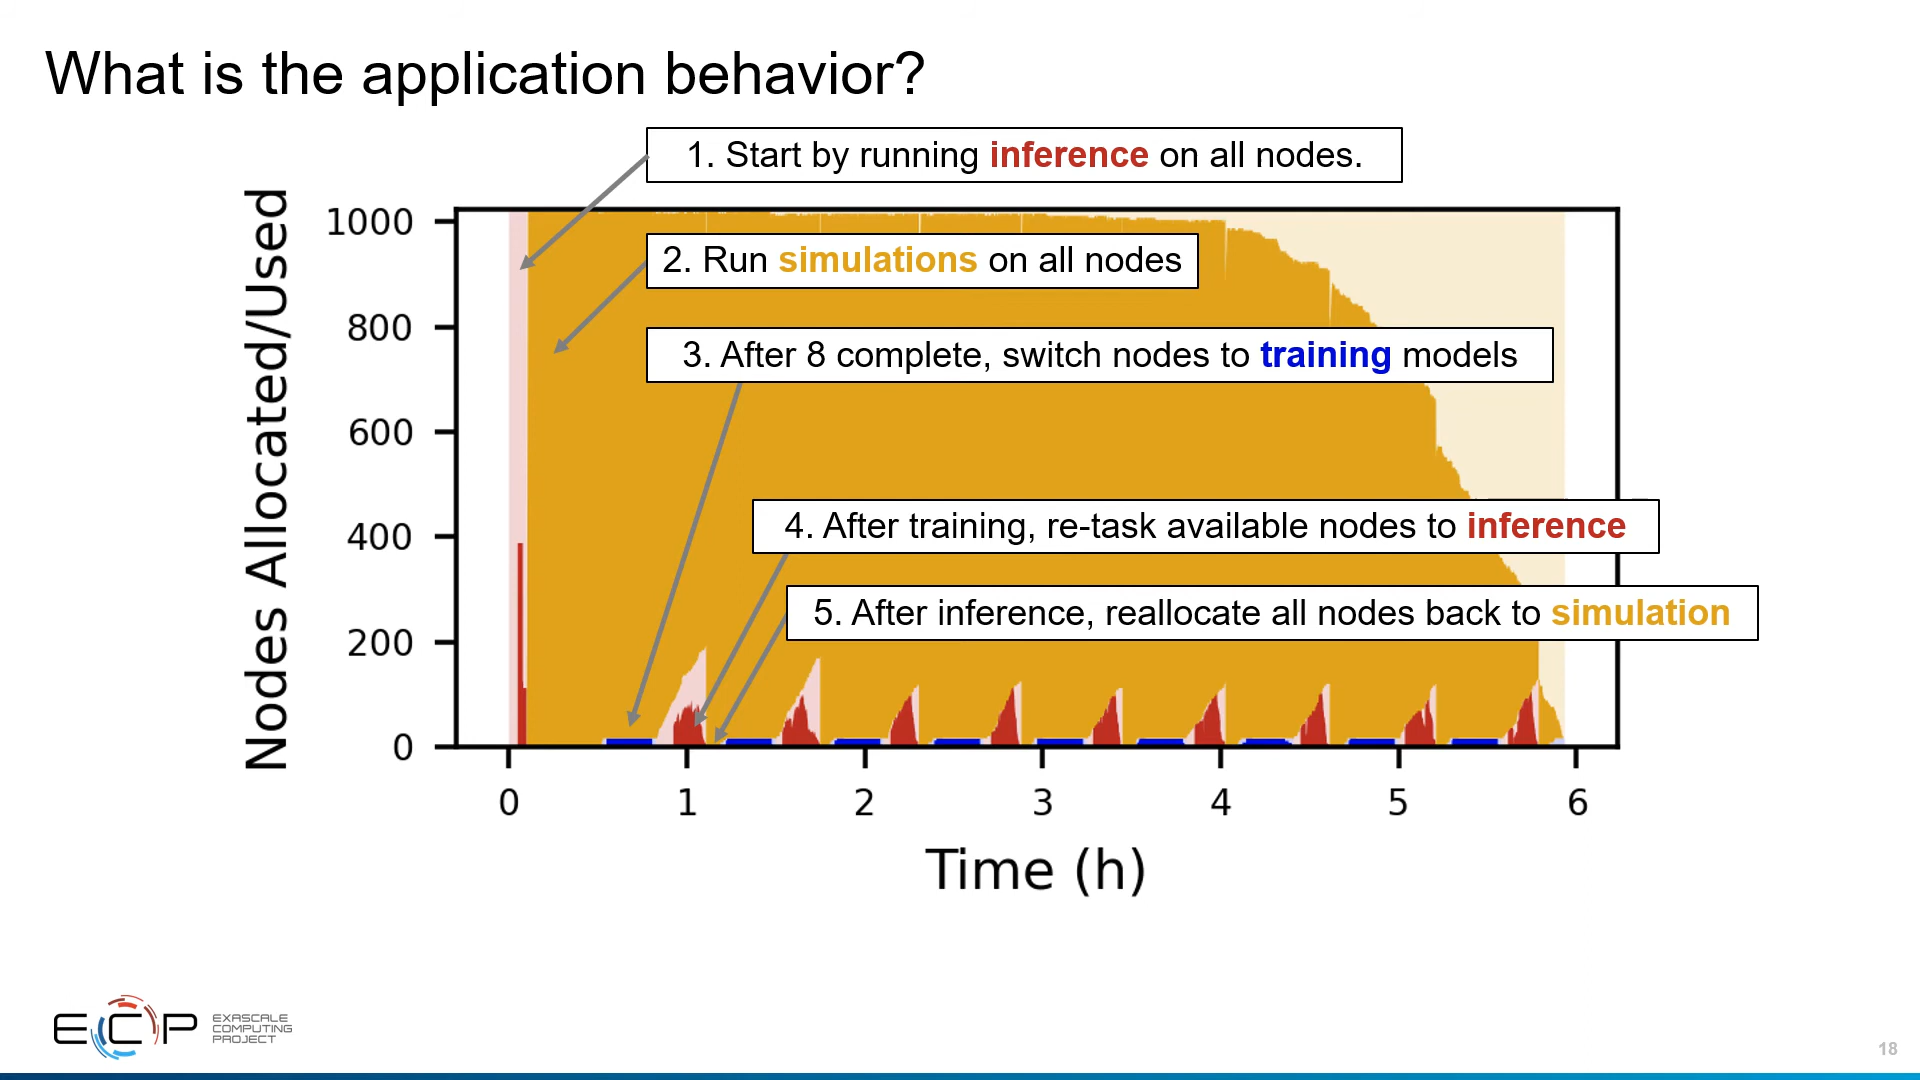 What is the application behavior?
1. Start by running inference on all nodes.
2. Run simulations on all nodes
3. After 8 complete, switch nodes to training models
4. After training, re-task available nodes to inference
5. After inference, reallocate all nodes back to simulation
Nodes Allocated/Used
1000
800
600
400
200
0
0 1 2 3 4 5 6
Time (h)
ECP
EXASCALE
COMPUTING
PROJECT
18